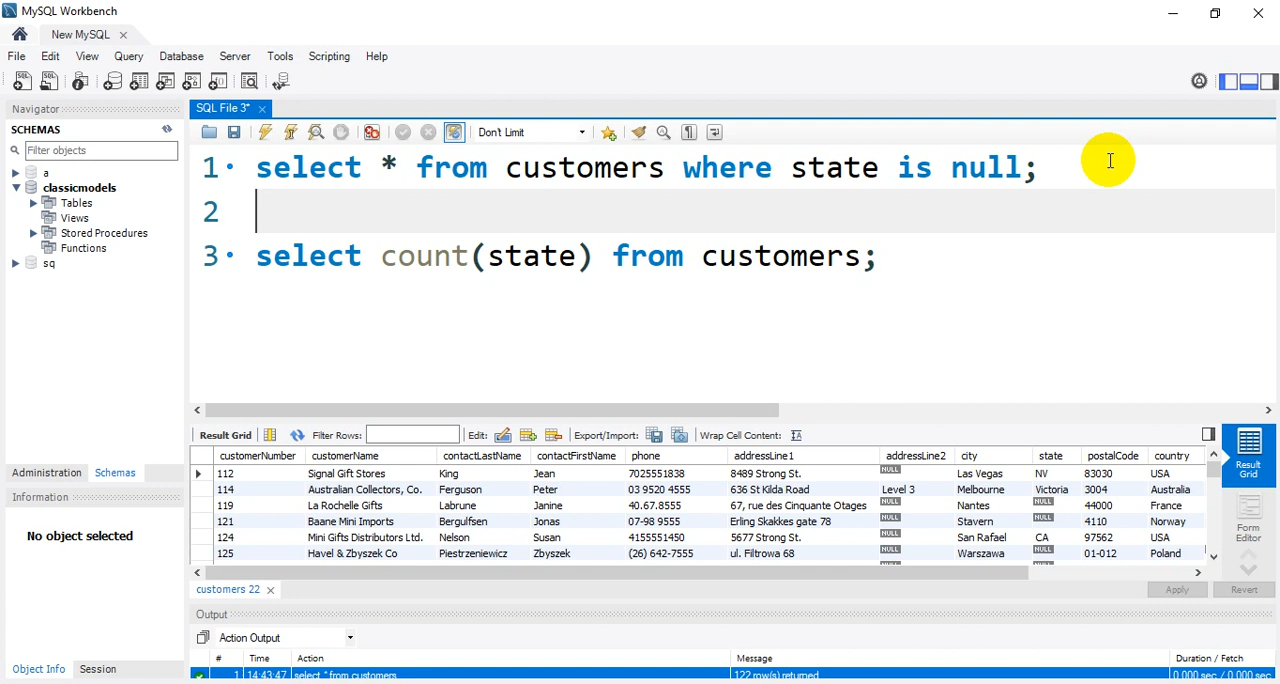 MySQL Workbench
New MySQL
File Edit View Query Database Server Tools Scripting Help
Navigator
SQL File 3*
SCHEMAS
Filter objects
Don't Limit
a
classicmodels
Tables
Views
Stored Procedures
Functions
sq
1 select * from customers where state is null;
2
3 select count(state) from customers;
Administration Schemas
Information
No object selected
Object Info Session
Result Grid Filter Rows: Edit: Export/Import: Wrap Cell Content:
customerNumber customerName contactLastName contactFirstName phone addressLine1 addressLine2 city state postalCode country
112 Signal Gift Stores King Jean 7025551838 8489 Strong St. NULL Las Vegas NV 83030 USA
114 Australian Collectors, Co. Ferguson Peter 03 9520 4555 636 St Kilda Road Level 3 Melbourne Victoria 3004 Australia
119 La Rochelle Gifts Labrune Janine 40.67.8555 67, rue des Cinquante Otages NULL Nantes NULL 44000 France
121 Baane Mini Imports Bergulfsen Jonas 07-98 9555 Erling Skakkes gate 78 NULL Stavern NULL 4110 Norway
124 Mini Gifts Distributors Ltd. Nelson Susan 4155551450 5677 Strong St. NULL San Rafael CA 97562 USA
125 Havel & Zbyszek Co Piestrzeniewicz Zbyszek (26) 642-7555 ul. Filtrowa 68 NULL Warszawa NULL 01-012 Poland
Result
Grid
Form
Editor
customers 22
Apply Revert
Output
Action Output
# Time Action Message Duration / Fetch
1 14:43:47 select * from customers 122 row(s) returned 0.000 sec / 0.000 sec